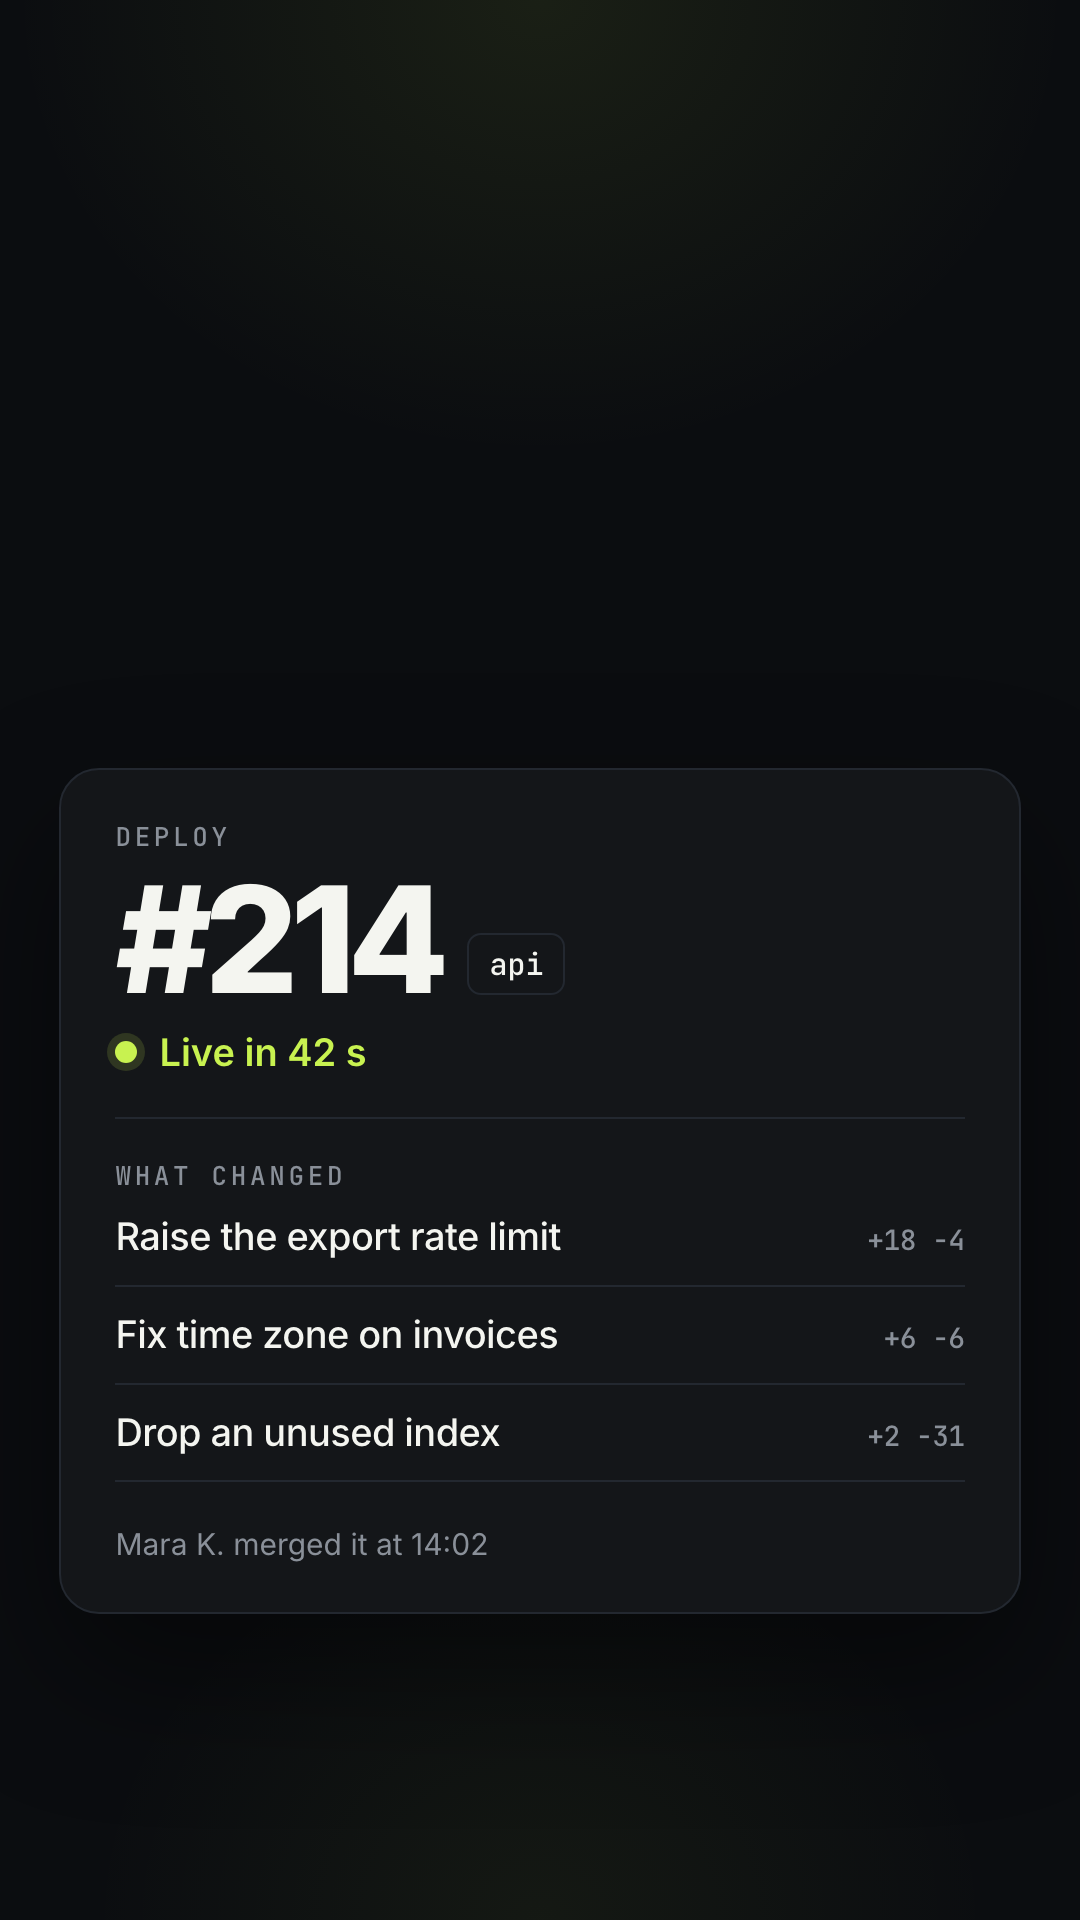 DEPLOY
#214 api
Live in 42 s
WHAT CHANGED
Raise the export rate limit +18 -4
Fix time zone on invoices +6 -6
Drop an unused index +2 -31
Mara K. merged it at 14:02